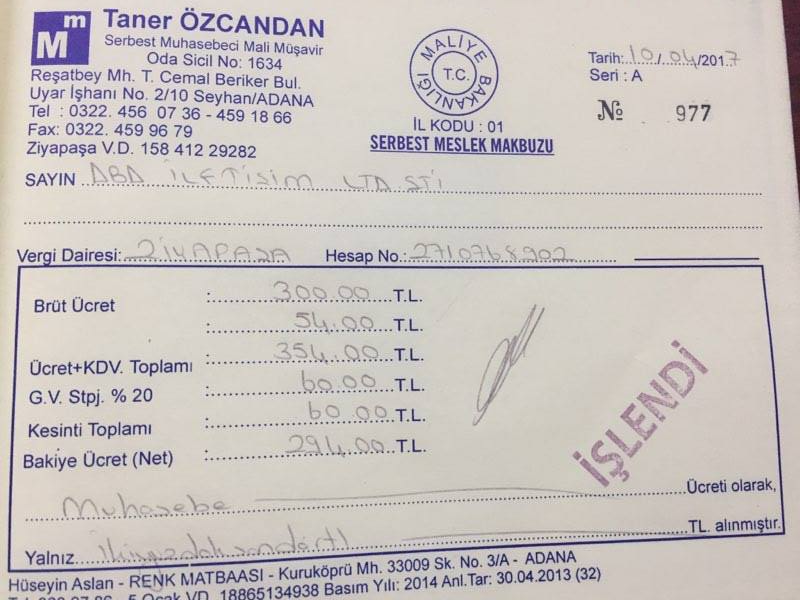 Mm Taner ÖZCANDAN
Serbest Muhasebeci Mali Müşavir
Oda Sicil No: 1634
Reşatbey Mh. T. Cemal Beriker Bul.
Uyar İşhanı No. 2/10 Seyhan/ADANA
Tel : 0322. 456 07 36 - 459 18 66
Fax: 0322. 459 96 79
Ziyapaşa V.D. 158 412 29282
MALİYE BAKANLIĞI
T.C.
İL KODU : 01
SERBEST MESLEK MAKBUZU
Tarih: 10/04/2017
Seri : A
№ 977
SAYIN ABA İLETİŞİM LTD ŞTİ
Vergi Dairesi: ZİYAPAŞA Hesap No.: 2710768902
Brüt Ücret : 300.00 T.L.
: 54.00 T.L.
Ücret+KDV. Toplamı : 354.00 T.L.
G.V. Stpj. % 20 : 60.00 T.L.
Kesinti Toplamı : 60.00 T.L.
Bakiye Ücret (Net) : 294.00 T.L.
İŞLENDİ
Muhasebe Ücreti olarak,
Yalnız ikiyüzdoksandört TL. alınmıştır.
Hüseyin Aslan - RENK MATBAASI - Kuruköprü Mh. 33009 Sk. No. 3/A - ADANA
5 Ocak VD. 18865134938 Basım Yılı: 2014 Anl.Tar: 30.04.2013 (32)